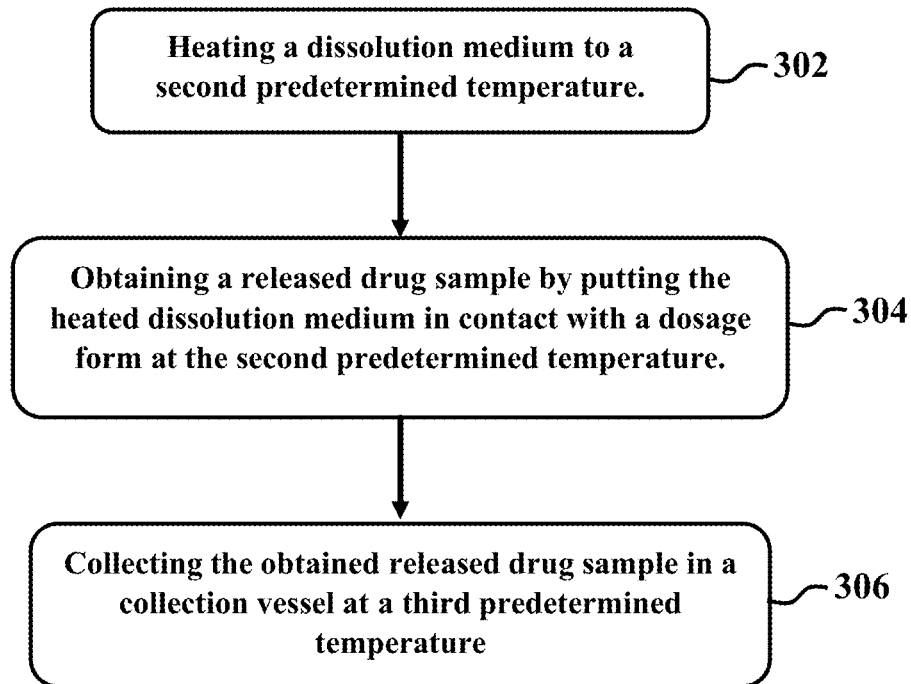 Heating a dissolution medium to a
second predetermined temperature.
302
Obtaining a released drug sample by putting the
heated dissolution medium in contact with a dosage
form at the second predetermined temperature.
304
Collecting the obtained released drug sample in a
collection vessel at a third predetermined
temperature
306